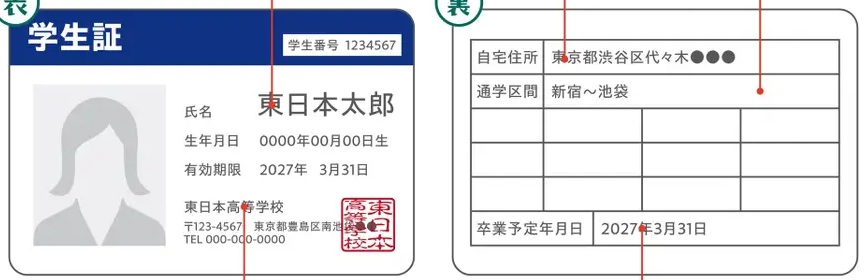 表
学生証
学生番号 1234567
氏名 東日本太郎
生年月日 0000年00月00日生
有効期限 2027年 3月31日
東日本高等学校
〒123-4567 東京都豊島区南池袋●●
TEL 000-000-0000
東日本
高等学校
裏
自宅住所 東京都渋谷区代々木●●●
通学区間 新宿〜池袋
卒業予定年月日 2027年3月31日